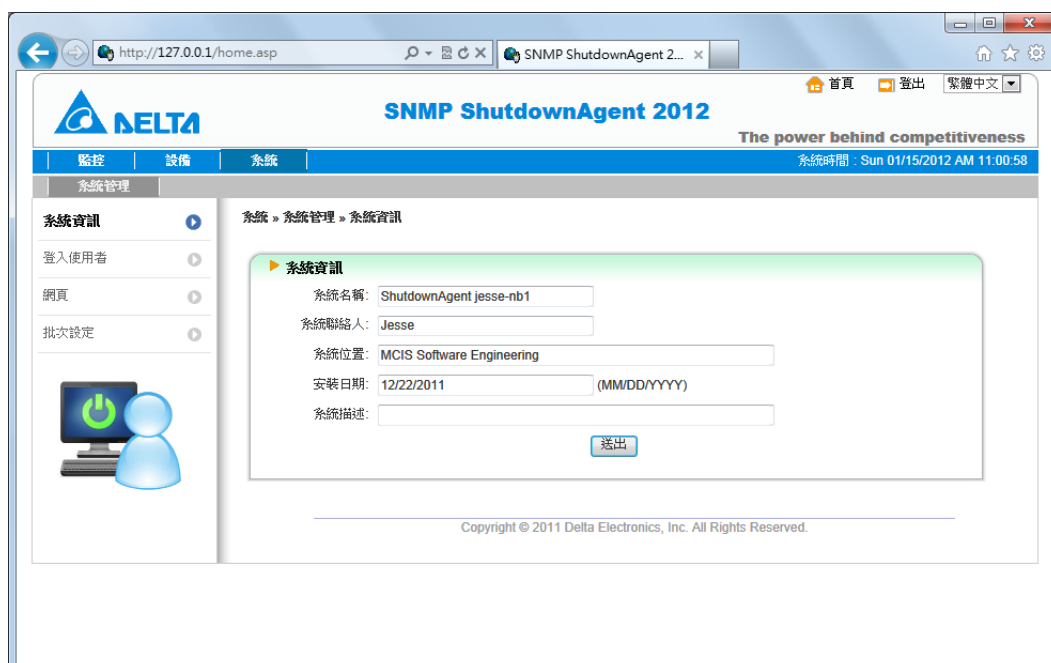 http://127.0.0.1/home.asp
SNMP ShutdownAgent 2...
首頁
登出
繁體中文
DELTA
SNMP ShutdownAgent 2012
The power behind competitiveness
監控
設備
系統
系統時間 : Sun 01/15/2012 AM 11:00:58
系統管理
系統資訊
登入使用者
網頁
批次設定
系統 » 系統管理 » 系統資訊
系統資訊
系統名稱: ShutdownAgent jesse-nb1
系統聯絡人: Jesse
系統位置: MCIS Software Engineering
安裝日期: 12/22/2011 (MM/DD/YYYY)
系統描述:
送出
Copyright © 2011 Delta Electronics, Inc. All Rights Reserved.